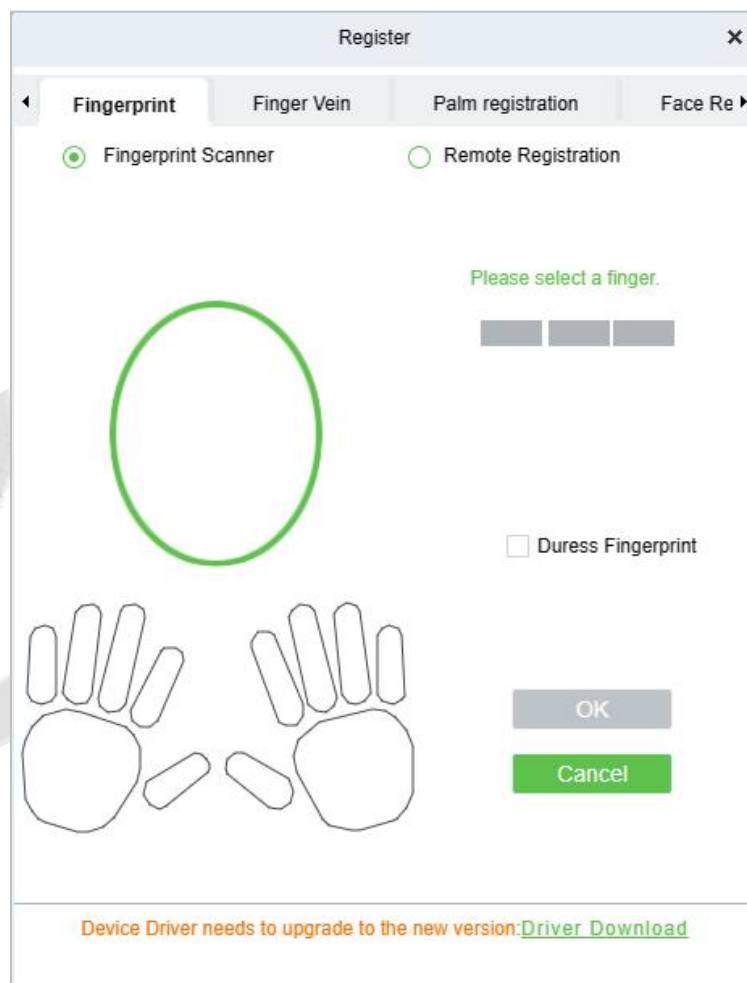 Register
Fingerprint Finger Vein Palm registration Face Re
Fingerprint Scanner Remote Registration
Please select a finger.
Duress Fingerprint
OK
Cancel
Device Driver needs to upgrade to the new version:Driver Download